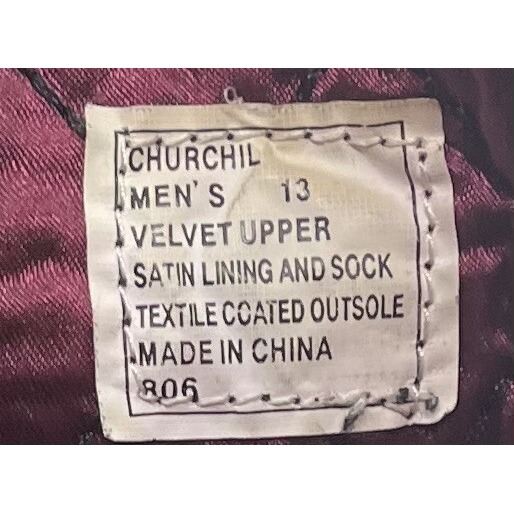 CHURCHIL
MEN'S 13
VELVET UPPER
SATIN LINING AND SOCK
TEXTILE COATED OUTSOLE
MADE IN CHINA
806